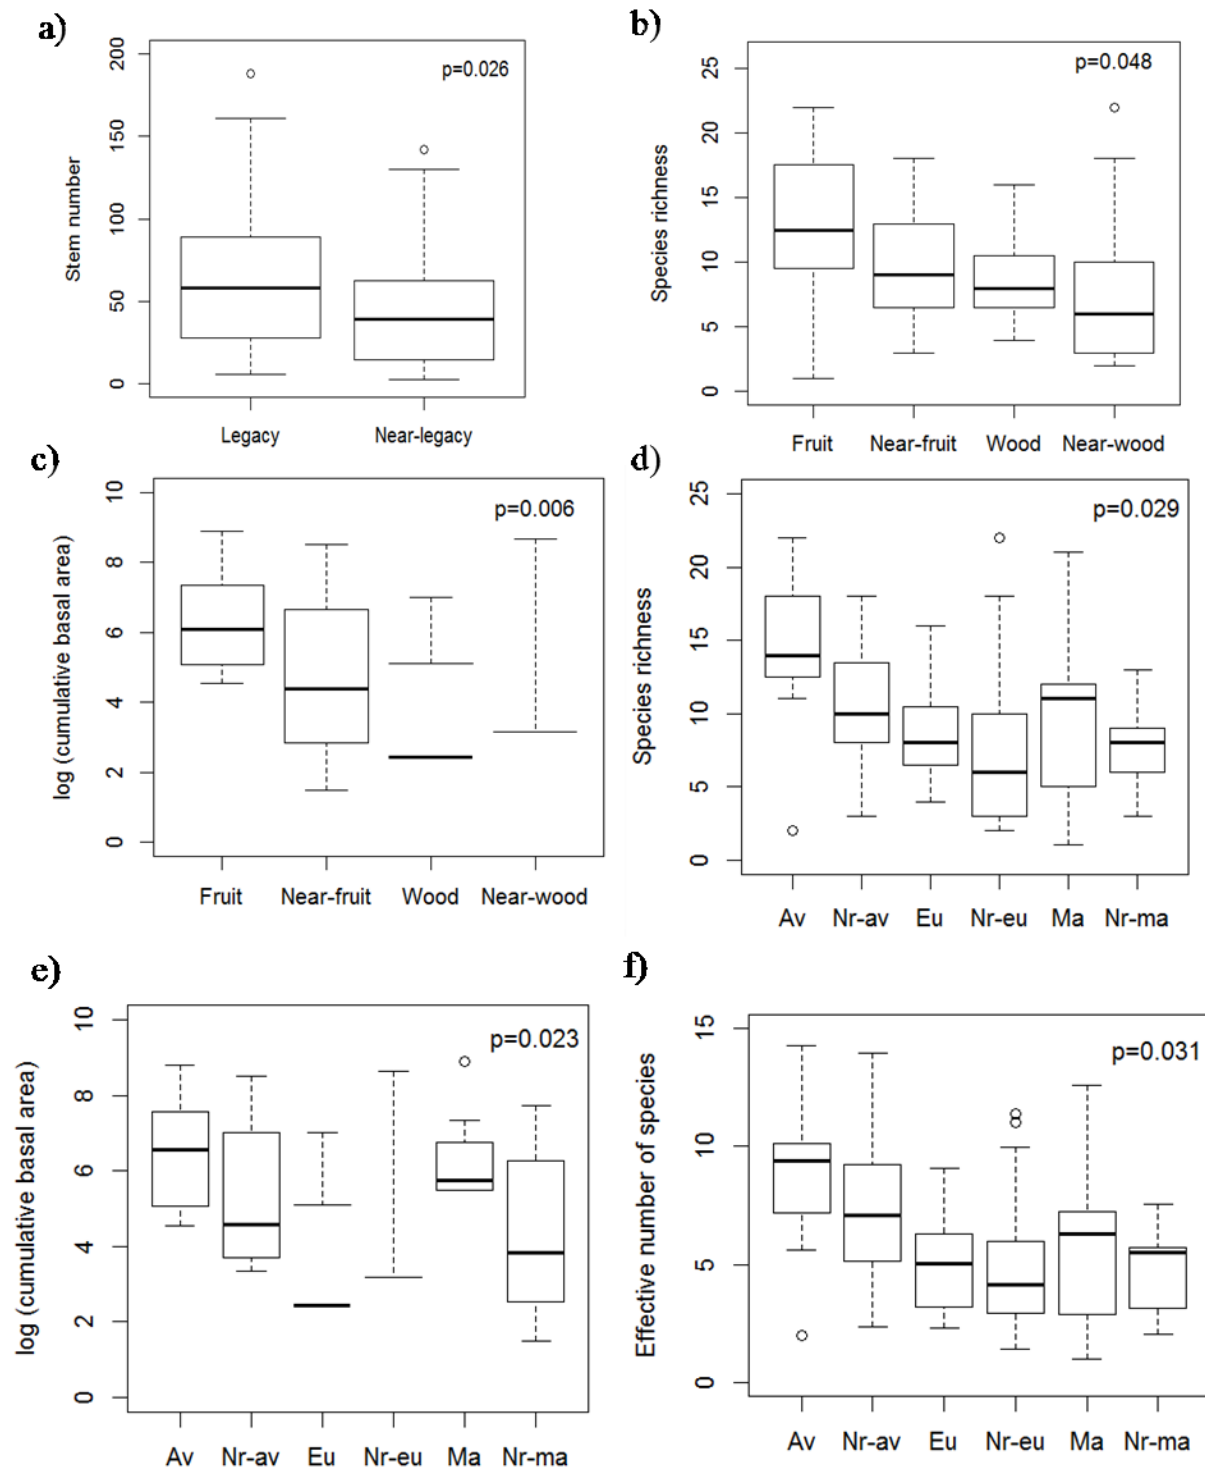 a)
200
150
100
50
0
Stem number
p=0.026
Legacy Near-legacy
b)
25
20
15
10
5
0
Species richness
p=0.048
Fruit Near-fruit Wood Near-wood
c)
10
8
6
4
2
0
log (cumulative basal area)
p=0.006
Fruit Near-fruit Wood Near-wood
d)
25
20
15
10
5
0
Species richness
p=0.029
Av Nr-av Eu Nr-eu Ma Nr-ma
e)
10
8
6
4
2
0
log (cumulative basal area)
p=0.023
Av Nr-av Eu Nr-eu Ma Nr-ma
f)
15
10
5
0
Effective number of species
p=0.031
Av Nr-av Eu Nr-eu Ma Nr-ma